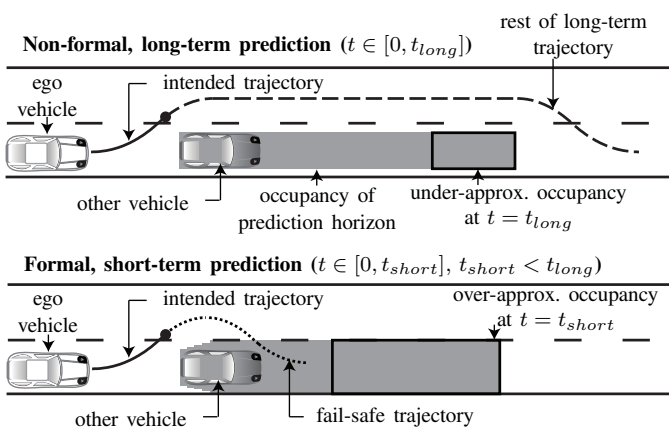 Non-formal, long-term prediction (t ∈ [0, t_long])
rest of long-term
trajectory
ego
vehicle
intended trajectory
other vehicle
occupancy of
prediction horizon
under-approx. occupancy
at t = t_long
Formal, short-term prediction (t ∈ [0, t_short], t_short < t_long)
ego
vehicle
intended trajectory
over-approx. occupancy
at t = t_short
other vehicle
fail-safe trajectory